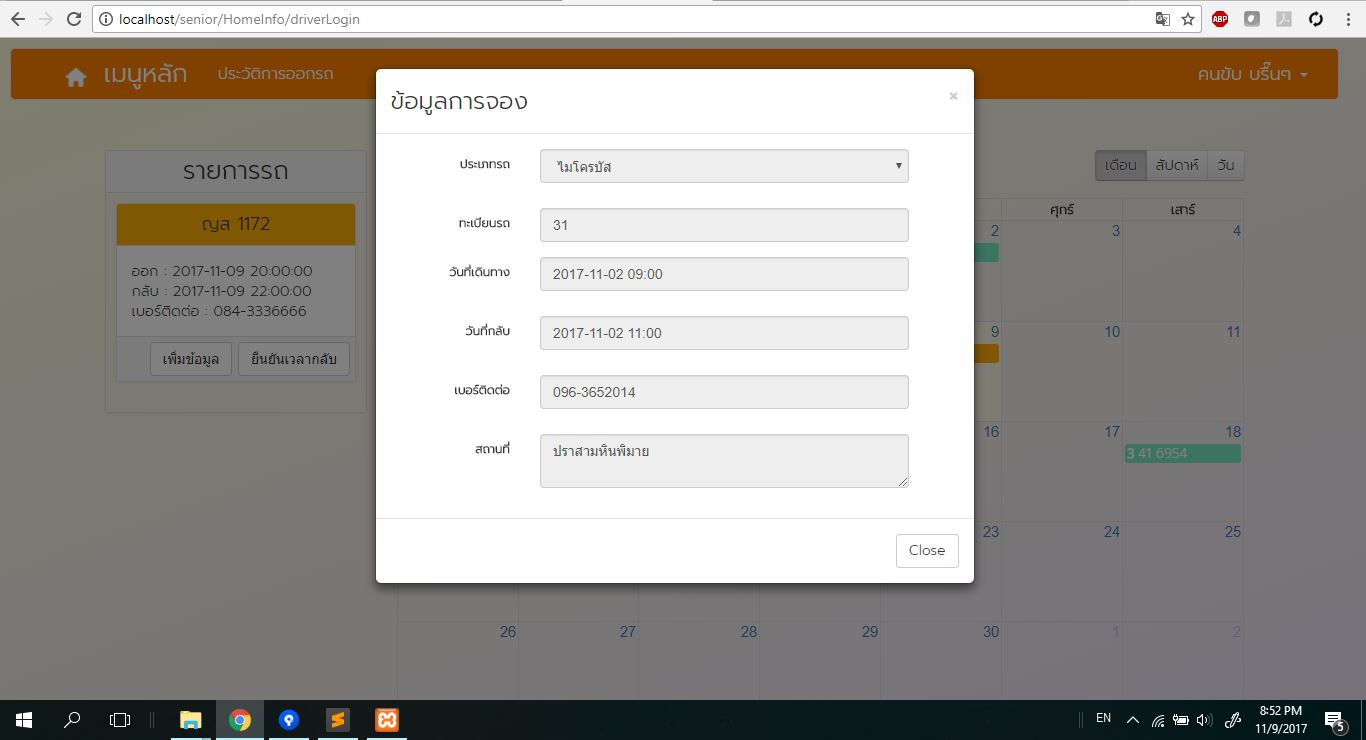 localhost/senior/HomeInfo/driverLogin
ABP
เมนูหลัก ประวัติการออกรถ
คนขับ บรื๊นๆ
ข้อมูลการจอง
×
ประเภทรถ ไมโครบัส
ทะเบียนรถ 31
วันที่เดินทาง 2017-11-02 09:00
วันที่กลับ 2017-11-02 11:00
เบอร์ติดต่อ 096-3652014
สถานที่ ปราสามหินพิมาย
Close
รายการรถ
ญส 1172
ออก : 2017-11-09 20:00:00
กลับ : 2017-11-09 22:00:00
เบอร์ติดต่อ : 084-3336666
เพิ่มข้อมูล ยืนยันเวลากลับ
เดือน สัปดาห์ วัน
ศุกร์ เสาร์
2 3 4
9 10 11
16 17 18
3 41.6954
23 24 25
26 27 28 29 30 1 2
EN
8:52 PM
11/9/2017
5